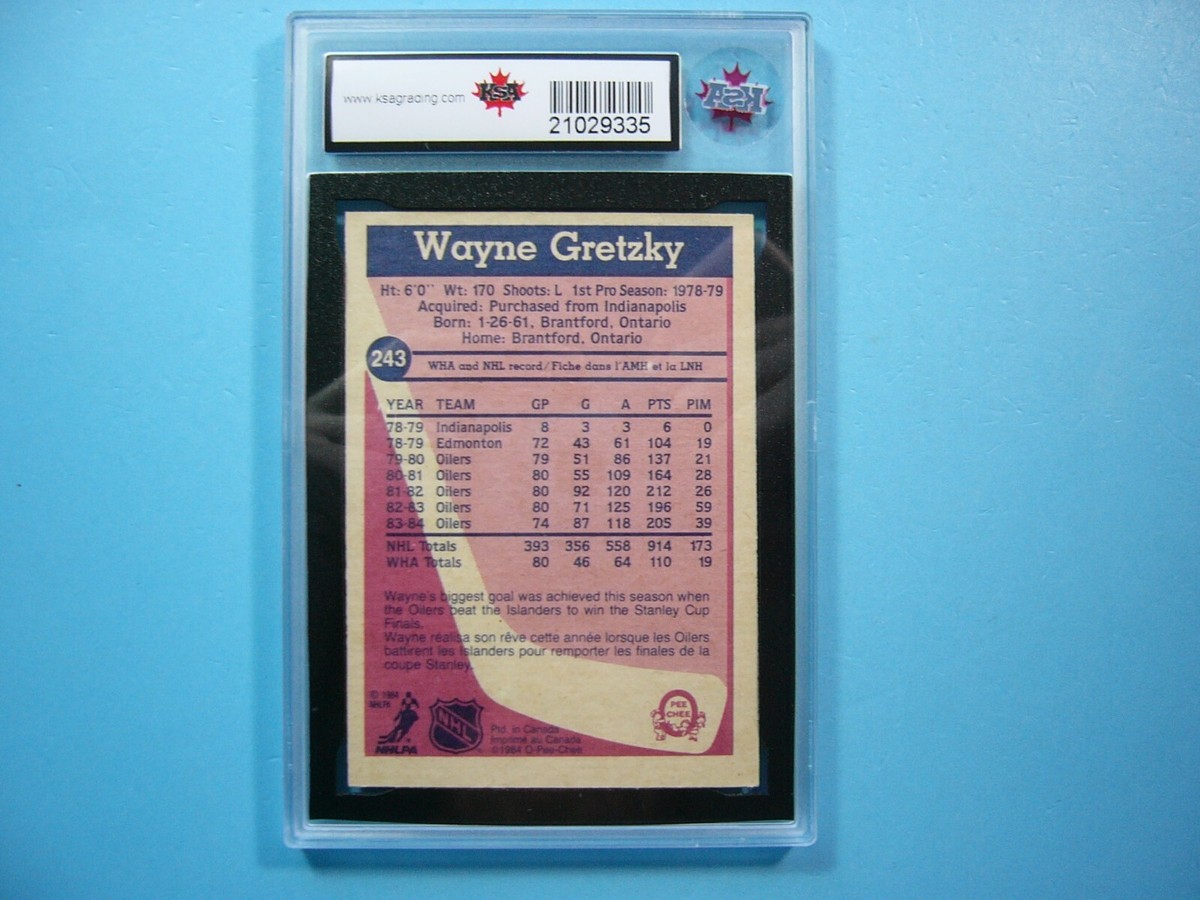 www.ksagrading.com KSA
21029335
KSA
Wayne Gretzky
Ht: 6'0'' Wt: 170 Shoots: L 1st Pro Season: 1978-79
Acquired: Purchased from Indianapolis
Born: 1-26-61, Brantford, Ontario
Home: Brantford, Ontario
243
WHA and NHL record/Fiche dans l'AMH et la LNH
YEAR TEAM GP G A PTS PIM
78-79 Indianapolis 8 3 3 6 0
78-79 Edmonton 72 43 61 104 19
79-80 Oilers 79 51 86 137 21
80-81 Oilers 80 55 109 164 28
81-82 Oilers 80 92 120 212 26
82-83 Oilers 80 71 125 196 59
83-84 Oilers 74 87 118 205 39
NHL Totals 393 356 558 914 173
WHA Totals 80 46 64 110 19
Wayne's biggest goal was achieved this season when
the Oilers beat the Islanders to win the Stanley Cup
Finals.
Wayne réalisa son rêve cette année lorsque les Oilers
battirent les Islanders pour remporter les finales de la
coupe Stanley.
© 1984
NHLPA
NHLPA
NHL
Ptd. in Canada
Imprimé au Canada
©1984 O-Pee-Chee
PEE
CHEE